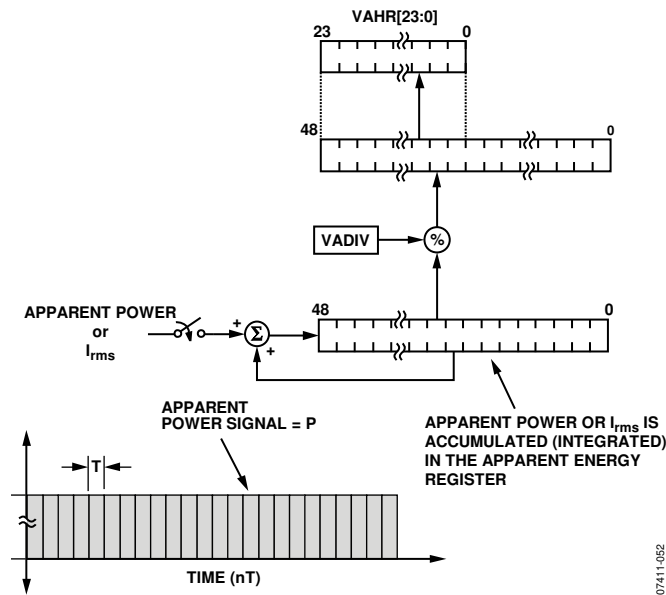 VAHR[23:0]
23 0
48 0
VADIV %
48 0
APPARENT POWER
or
Irms
+ Σ
+
APPARENT
POWER SIGNAL = P
APPARENT POWER OR Irms IS
ACCUMULATED (INTEGRATED)
IN THE APPARENT ENERGY
REGISTER
T
TIME (nT)
07411-052